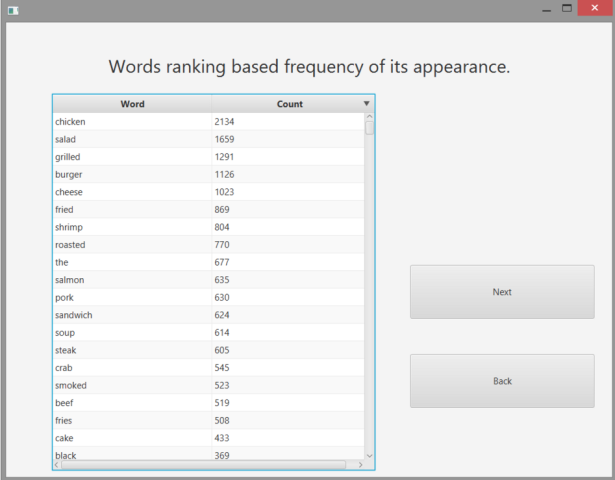 Words ranking based frequency of its appearance.
Word Count
chicken 2134
salad 1659
grilled 1291
burger 1126
cheese 1023
fried 869
shrimp 804
roasted 770
the 677
salmon 635
pork 630
sandwich 624
soup 614
steak 605
crab 545
smoked 523
beef 519
fries 508
cake 433
black 369
Next
Back